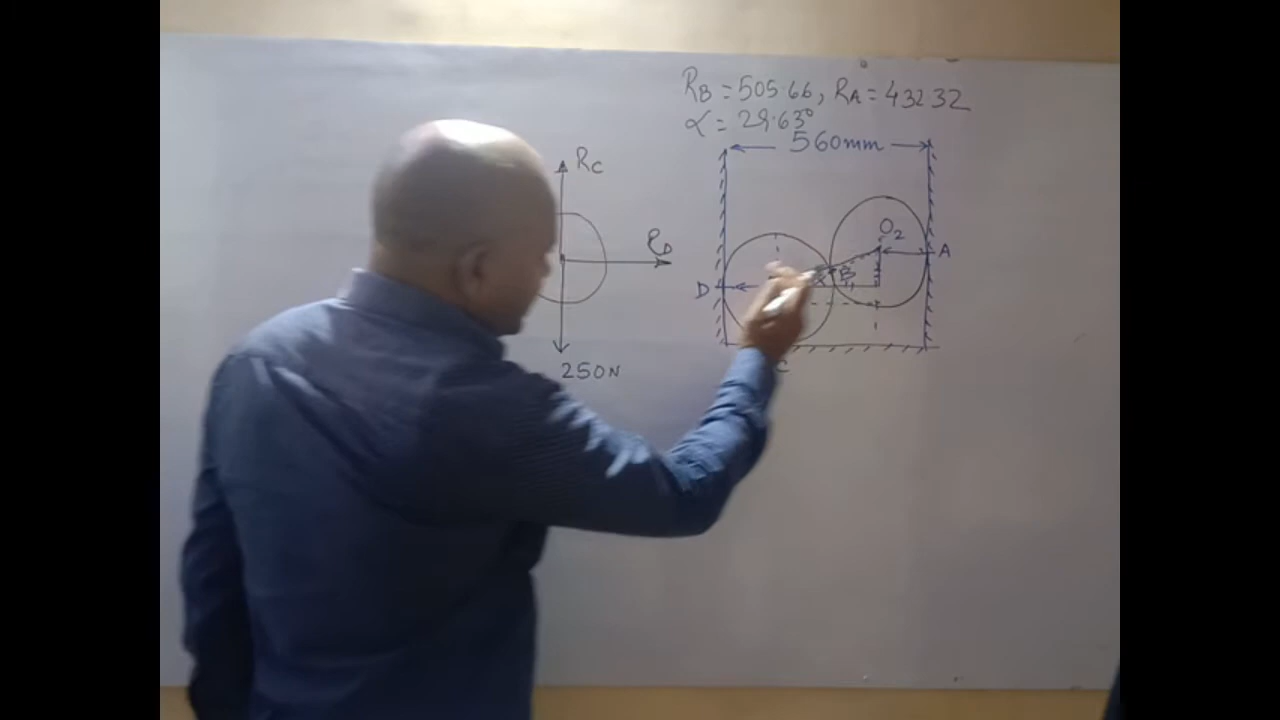 RB = 505.66, RA = 432.32
α = 29.63°
560mm
RC
RD
250N
O2
A
B
α
D
C